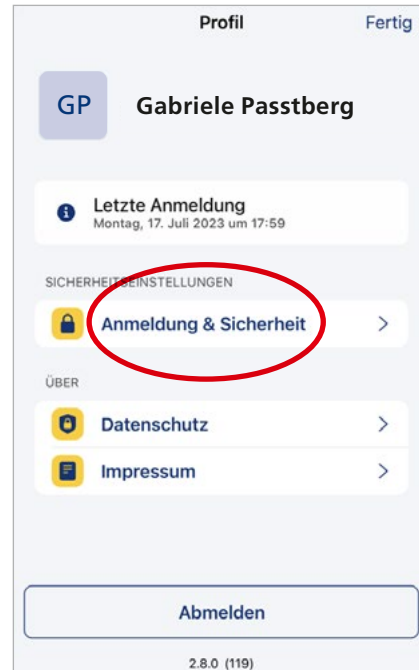 Profil
Fertig
GP
Gabriele Passtberg
Letzte Anmeldung
Montag, 17. Juli 2023 um 17:59
SICHERHEITSEINSTELLUNGEN
Anmeldung & Sicherheit
ÜBER
Datenschutz
Impressum
Abmelden
2.8.0 (119)